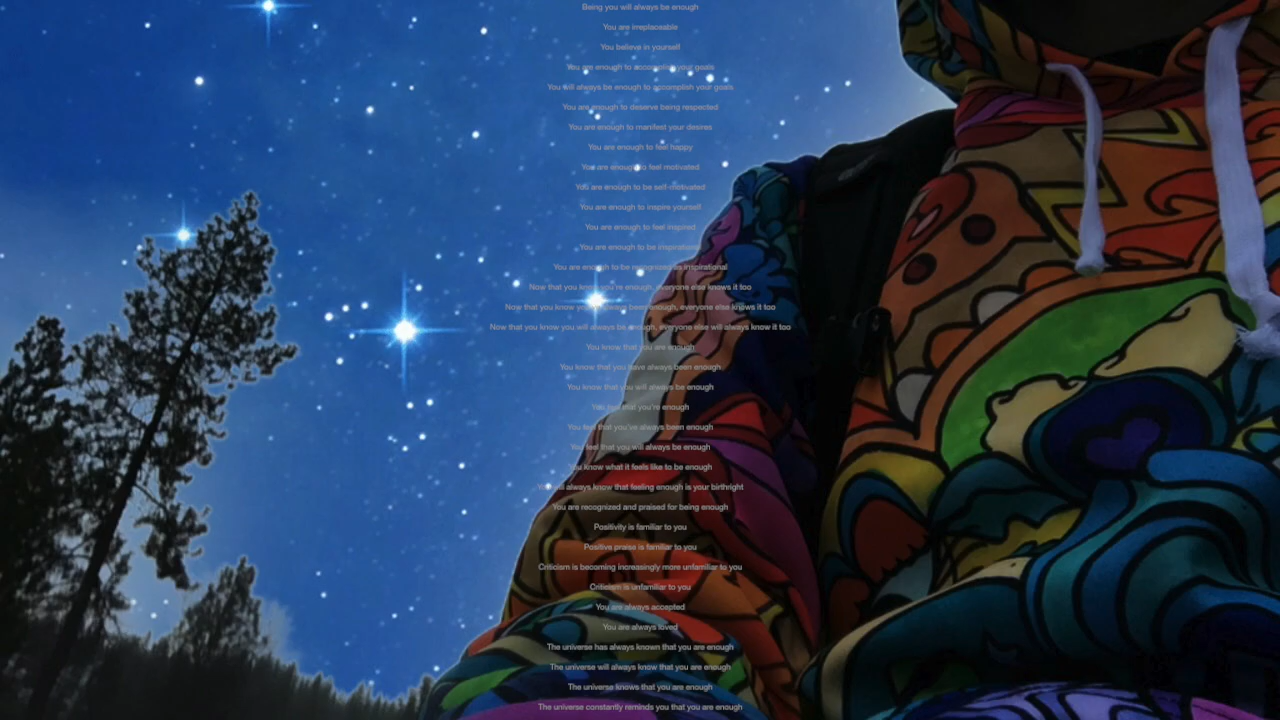 Being you will always be enough
You are irreplaceable
You believe in yourself
You are enough to accomplish your goals
You will always be enough to accomplish your goals
You are enough to deserve being respected
You are enough to manifest your desires
You are enough to feel happy
You are enough to feel motivated
You are enough to be self-motivated
You are enough to inspire yourself
You are enough to feel inspired
You are enough to be inspirational
You are enough to be recognized as inspirational
Now that you know you're enough, everyone else knows it too
Now that you know you've always been enough, everyone else knows it too
Now that you know you will always be enough, everyone else will always know it too
You know that you are enough
You know that you have always been enough
You know that you will always be enough
You feel that you're enough
You feel that you've always been enough
You feel that you will always be enough
You know what it feels like to be enough
You will always know that feeling enough is your birthright
You are recognized and praised for being enough
Positivity is familiar to you
Positive praise is familiar to you
Criticism is becoming increasingly more unfamiliar to you
Criticism is unfamiliar to you
You are always accepted
You are always loved
The universe has always known that you are enough
The universe will always know that you are enough
The universe knows that you are enough
The universe constantly reminds you that you are enough